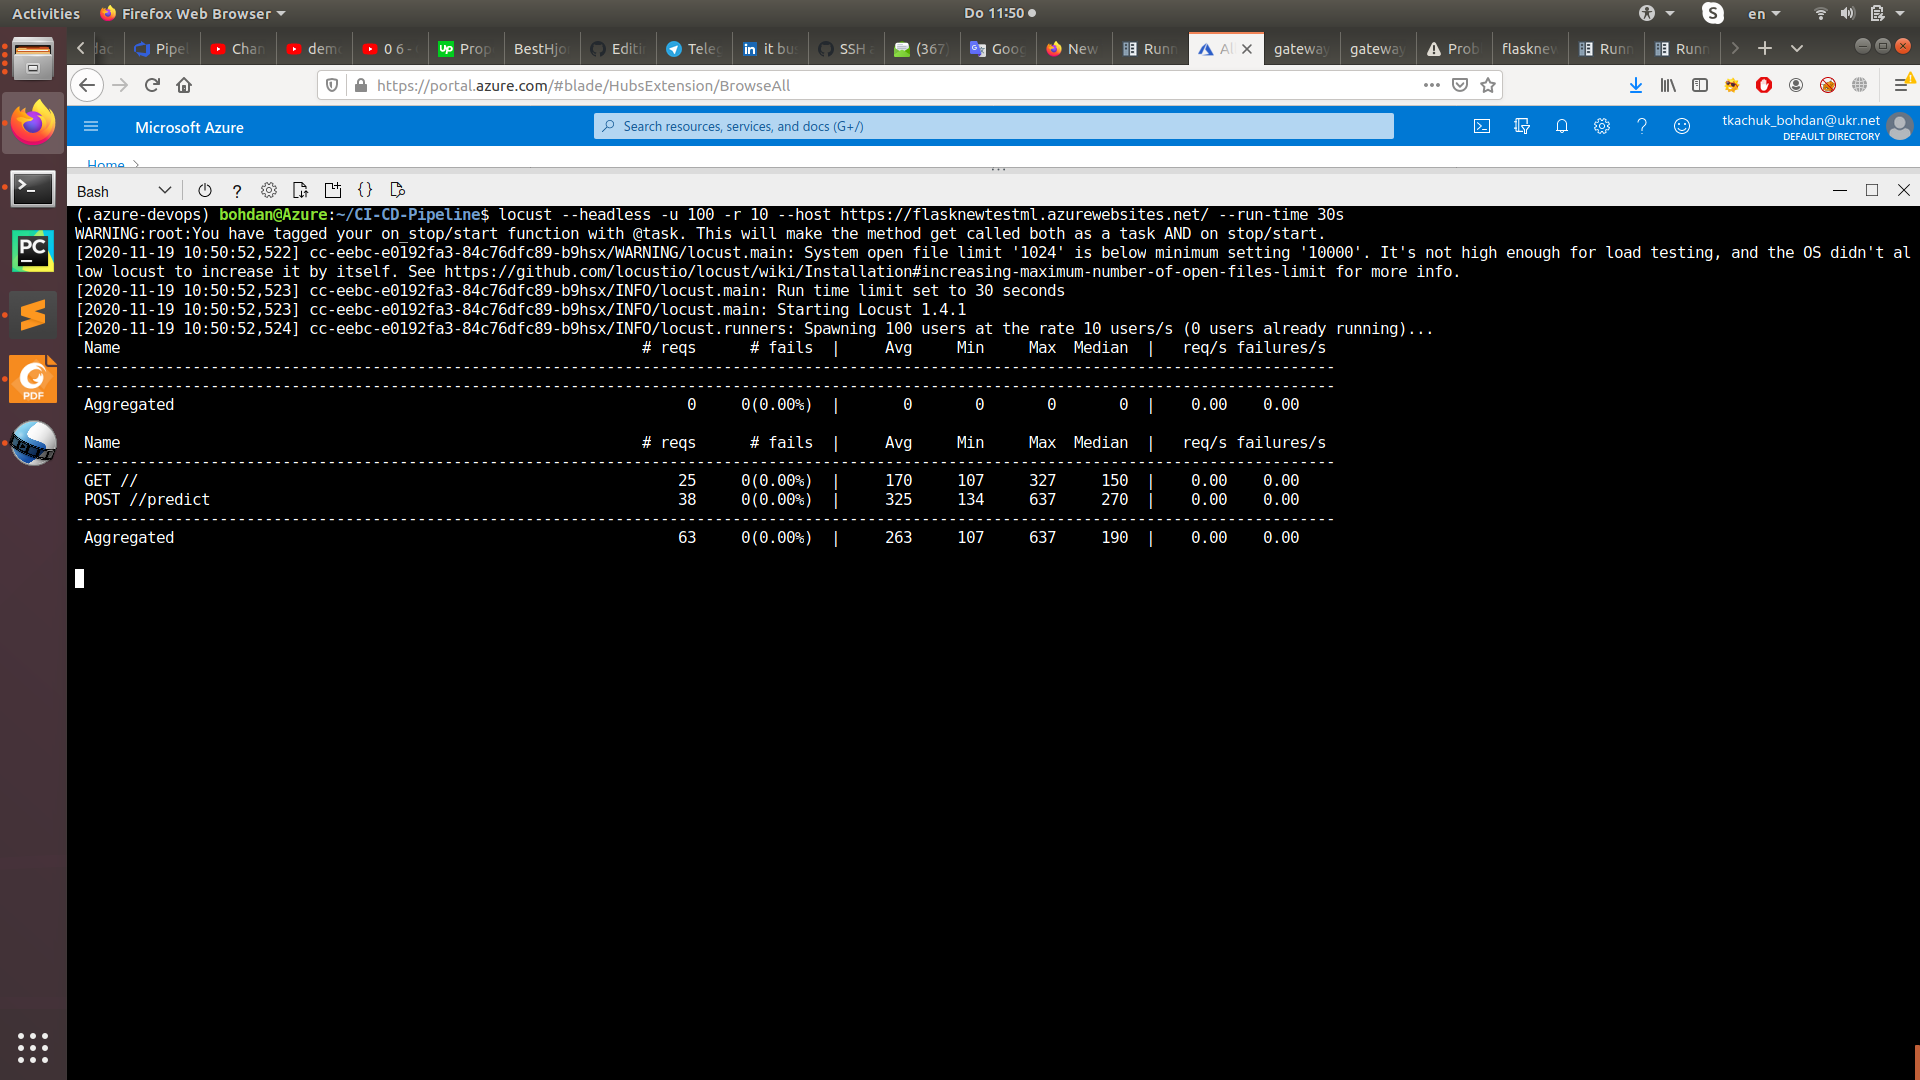 Activities Firefox Web Browser Do 11:50 en
Pipel Chan demo 0 6 - Prop BestHjo Editin Teleg it bu SSH a (367) Goog New Runn Al gateway gateway Prob flasknew Runn Runn
https://portal.azure.com/#blade/HubsExtension/BrowseAll
Microsoft Azure Search resources, services, and docs (G+/) tkachuk_bohdan@ukr.net
DEFAULT DIRECTORY
Home >
Bash
(.azure-devops) bohdan@Azure:~/CI-CD-Pipeline$ locust --headless -u 100 -r 10 --host https://flasknewtestml.azurewebsites.net/ --run-time 30s
WARNING:root:You have tagged your on_stop/start function with @task. This will make the method get called both as a task AND on stop/start.
[2020-11-19 10:50:52,522] cc-eebc-e0192fa3-84c76dfc89-b9hsx/WARNING/locust.main: System open file limit '1024' is below minimum setting '10000'. It's not high enough for load testing, and the OS didn't al
low locust to increase it by itself. See https://github.com/locustio/locust/wiki/Installation#increasing-maximum-number-of-open-files-limit for more info.
[2020-11-19 10:50:52,523] cc-eebc-e0192fa3-84c76dfc89-b9hsx/INFO/locust.main: Run time limit set to 30 seconds
[2020-11-19 10:50:52,523] cc-eebc-e0192fa3-84c76dfc89-b9hsx/INFO/locust.main: Starting Locust 1.4.1
[2020-11-19 10:50:52,524] cc-eebc-e0192fa3-84c76dfc89-b9hsx/INFO/locust.runners: Spawning 100 users at the rate 10 users/s (0 users already running)...
Name # reqs # fails | Avg Min Max Median | req/s failures/s
Aggregated 0 0(0.00%) | 0 0 0 0 | 0.00 0.00
Name # reqs # fails | Avg Min Max Median | req/s failures/s
GET // 25 0(0.00%) | 170 107 327 150 | 0.00 0.00
POST //predict 38 0(0.00%) | 325 134 637 270 | 0.00 0.00
Aggregated 63 0(0.00%) | 263 107 637 190 | 0.00 0.00